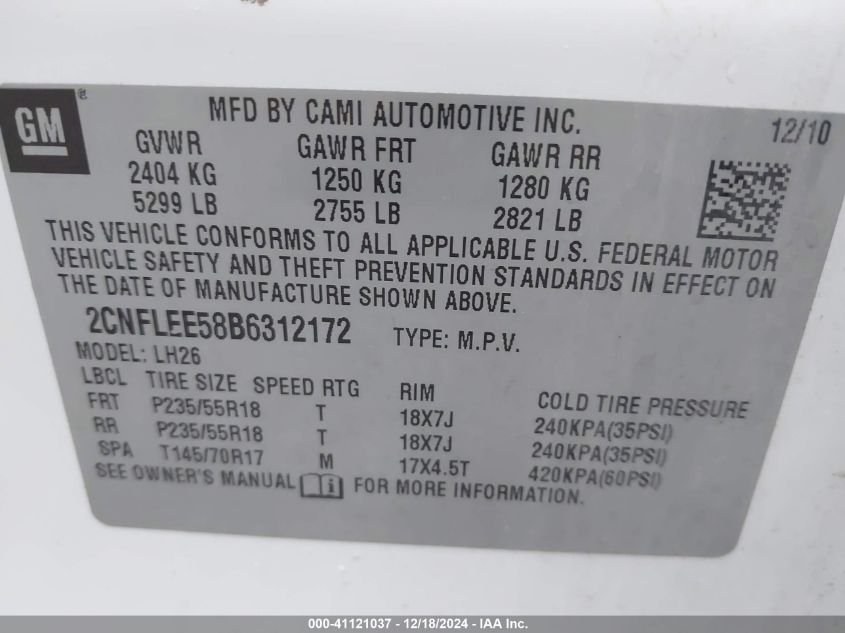 GM®
MFD BY CAMI AUTOMOTIVE INC.
12/10
GVWR GAWR FRT GAWR RR
2404 KG 1250 KG 1280 KG
5299 LB 2755 LB 2821 LB
THIS VEHICLE CONFORMS TO ALL APPLICABLE U.S. FEDERAL MOTOR
VEHICLE SAFETY AND THEFT PREVENTION STANDARDS IN EFFECT ON
THE DATE OF MANUFACTURE SHOWN ABOVE.
2CNFLEE58B6312172 TYPE: M.P.V.
MODEL: LH26
LBCL TIRE SIZE SPEED RTG RIM COLD TIRE PRESSURE
FRT P235/55R18 T 18X7J 240KPA(35PSI)
RR P235/55R18 T 18X7J 240KPA(35PSI)
SPA T145/70R17 M 17X4.5T 420KPA(60PSI)
SEE OWNER'S MANUAL FOR MORE INFORMATION.
000-41121037 - 12/18/2024 - IAA Inc.